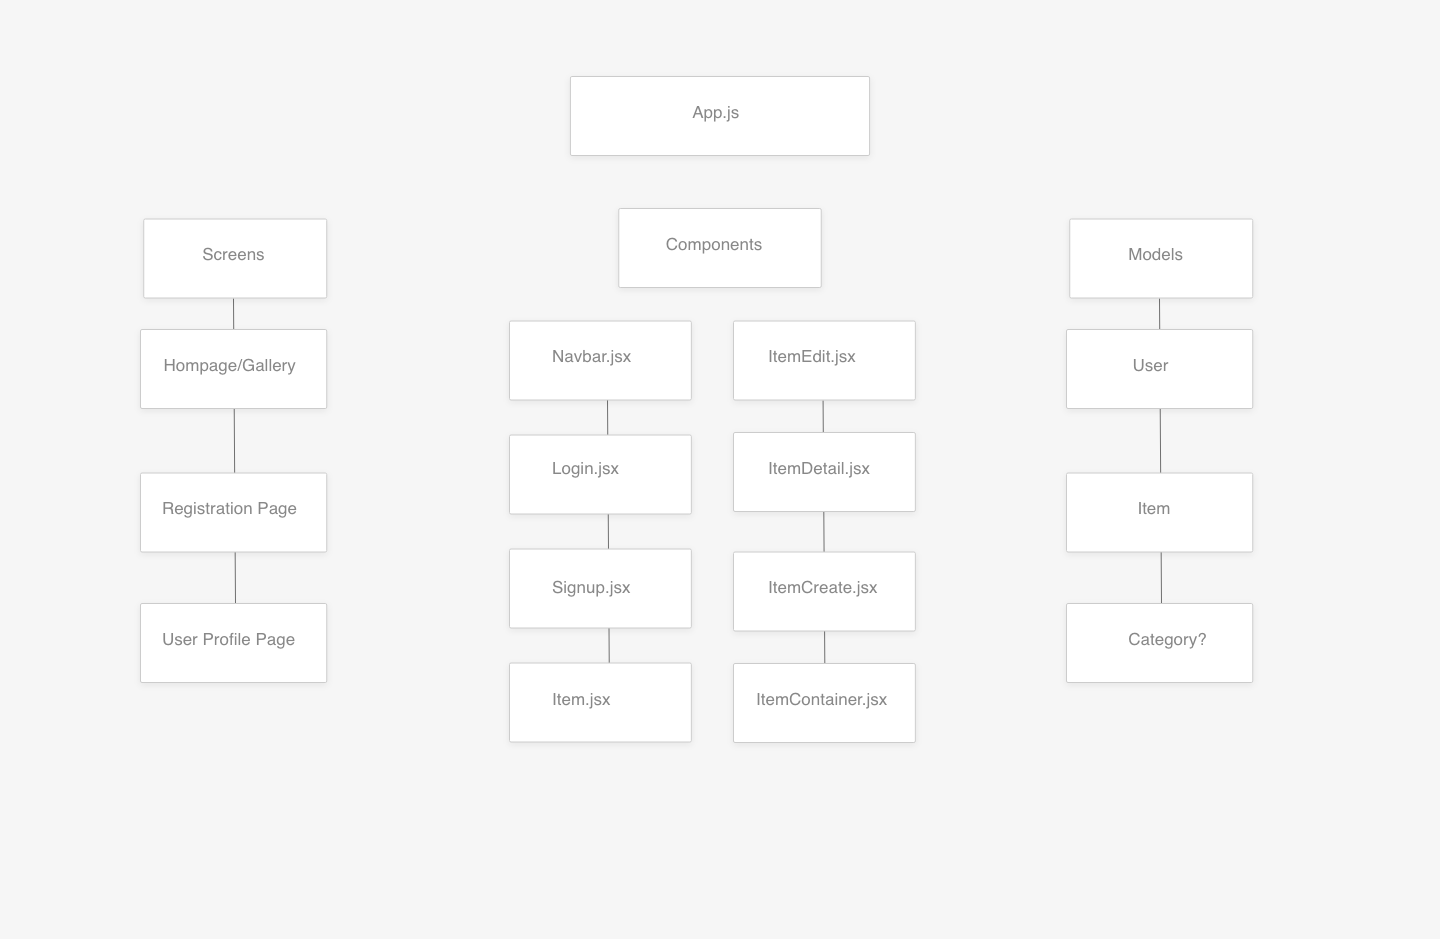 App.js
Screens
Components
Models
Hompage/Gallery
Registration Page
User Profile Page
Navbar.jsx
Login.jsx
Signup.jsx
Item.jsx
ItemEdit.jsx
ItemDetail.jsx
ItemCreate.jsx
ItemContainer.jsx
User
Item
Category?